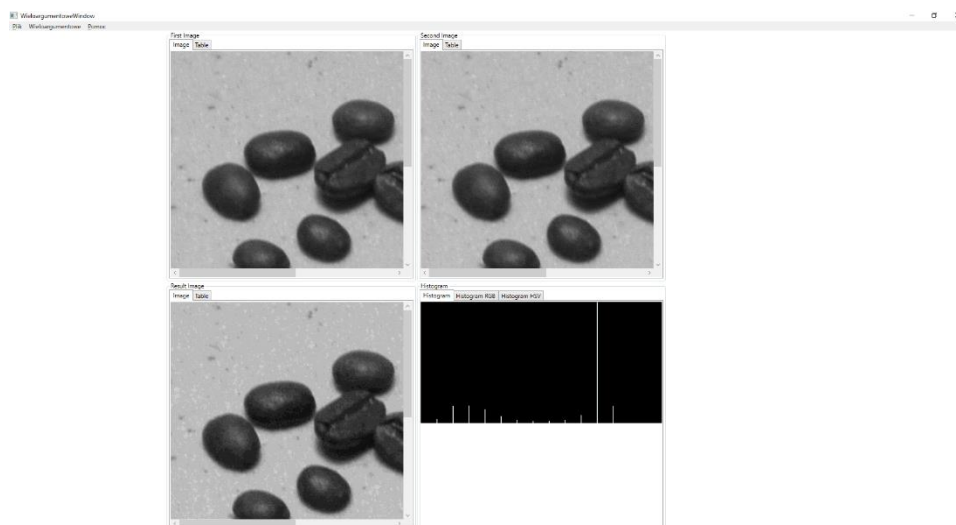 WieloargumentoweWindow
Plik Wieloargumentowe Pomoc
First Image
Image Table
Second Image
Image Table
Result Image
Image Table
Histogram
Histogram Histogram RGB Histogram HSV